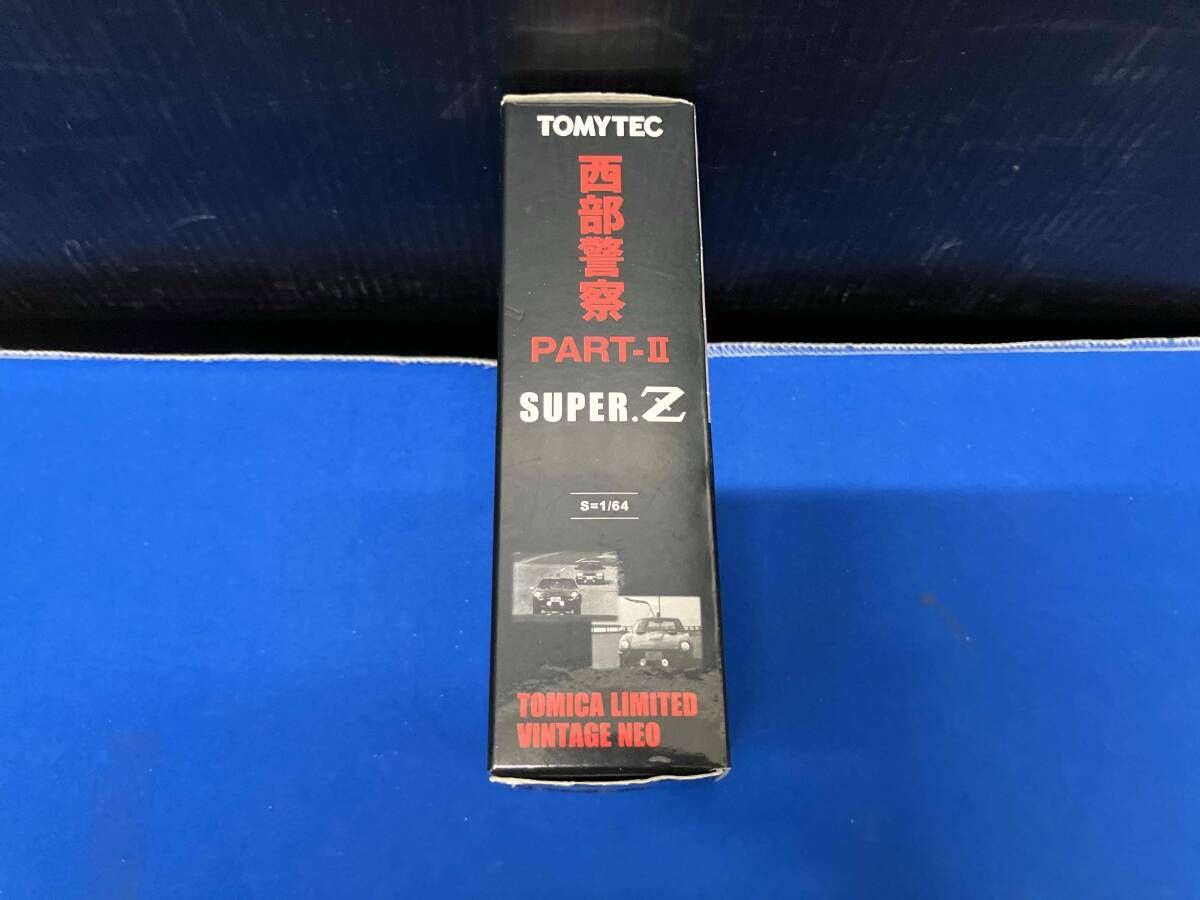 TOMYTEC
西部警察
PART-II
SUPER.Z
S=1/64
TOMICA LIMITED
VINTAGE NEO